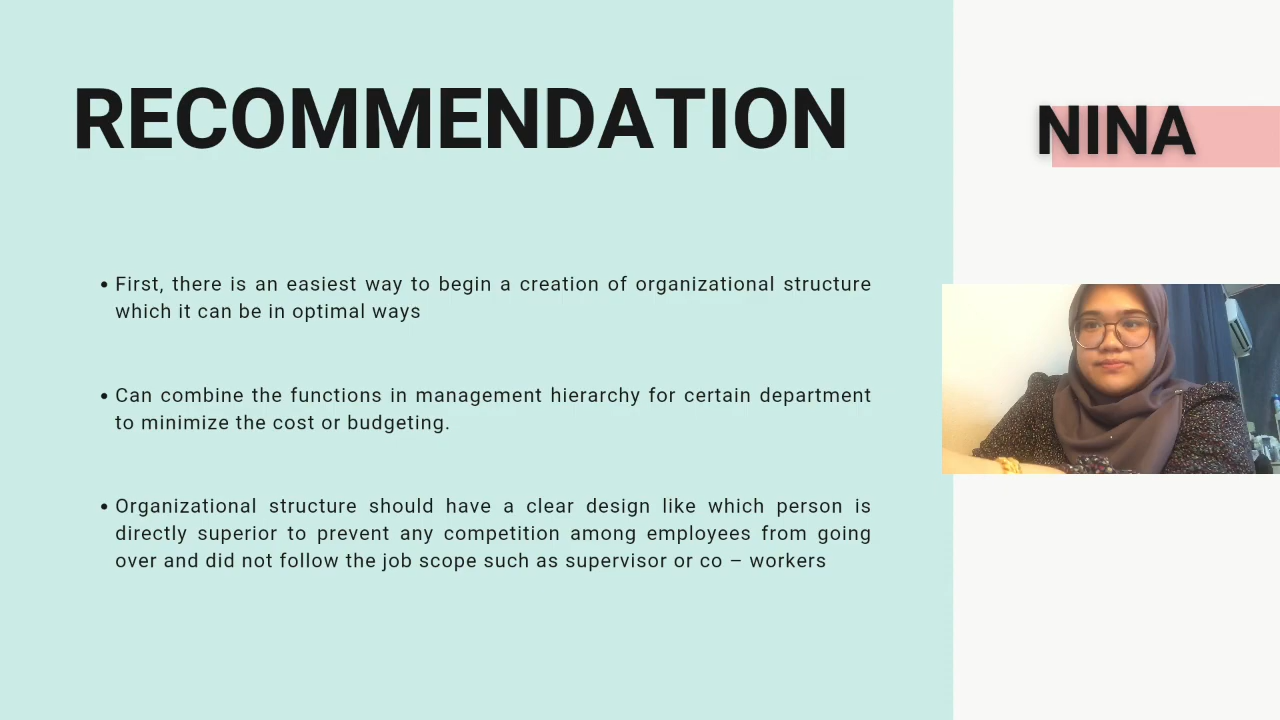 RECOMMENDATION
NINA
• First, there is an easiest way to begin a creation of organizational structure
which it can be in optimal ways
• Can combine the functions in management hierarchy for certain department
to minimize the cost or budgeting.
• Organizational structure should have a clear design like which person is
directly superior to prevent any competition among employees from going
over and did not follow the job scope such as supervisor or co – workers